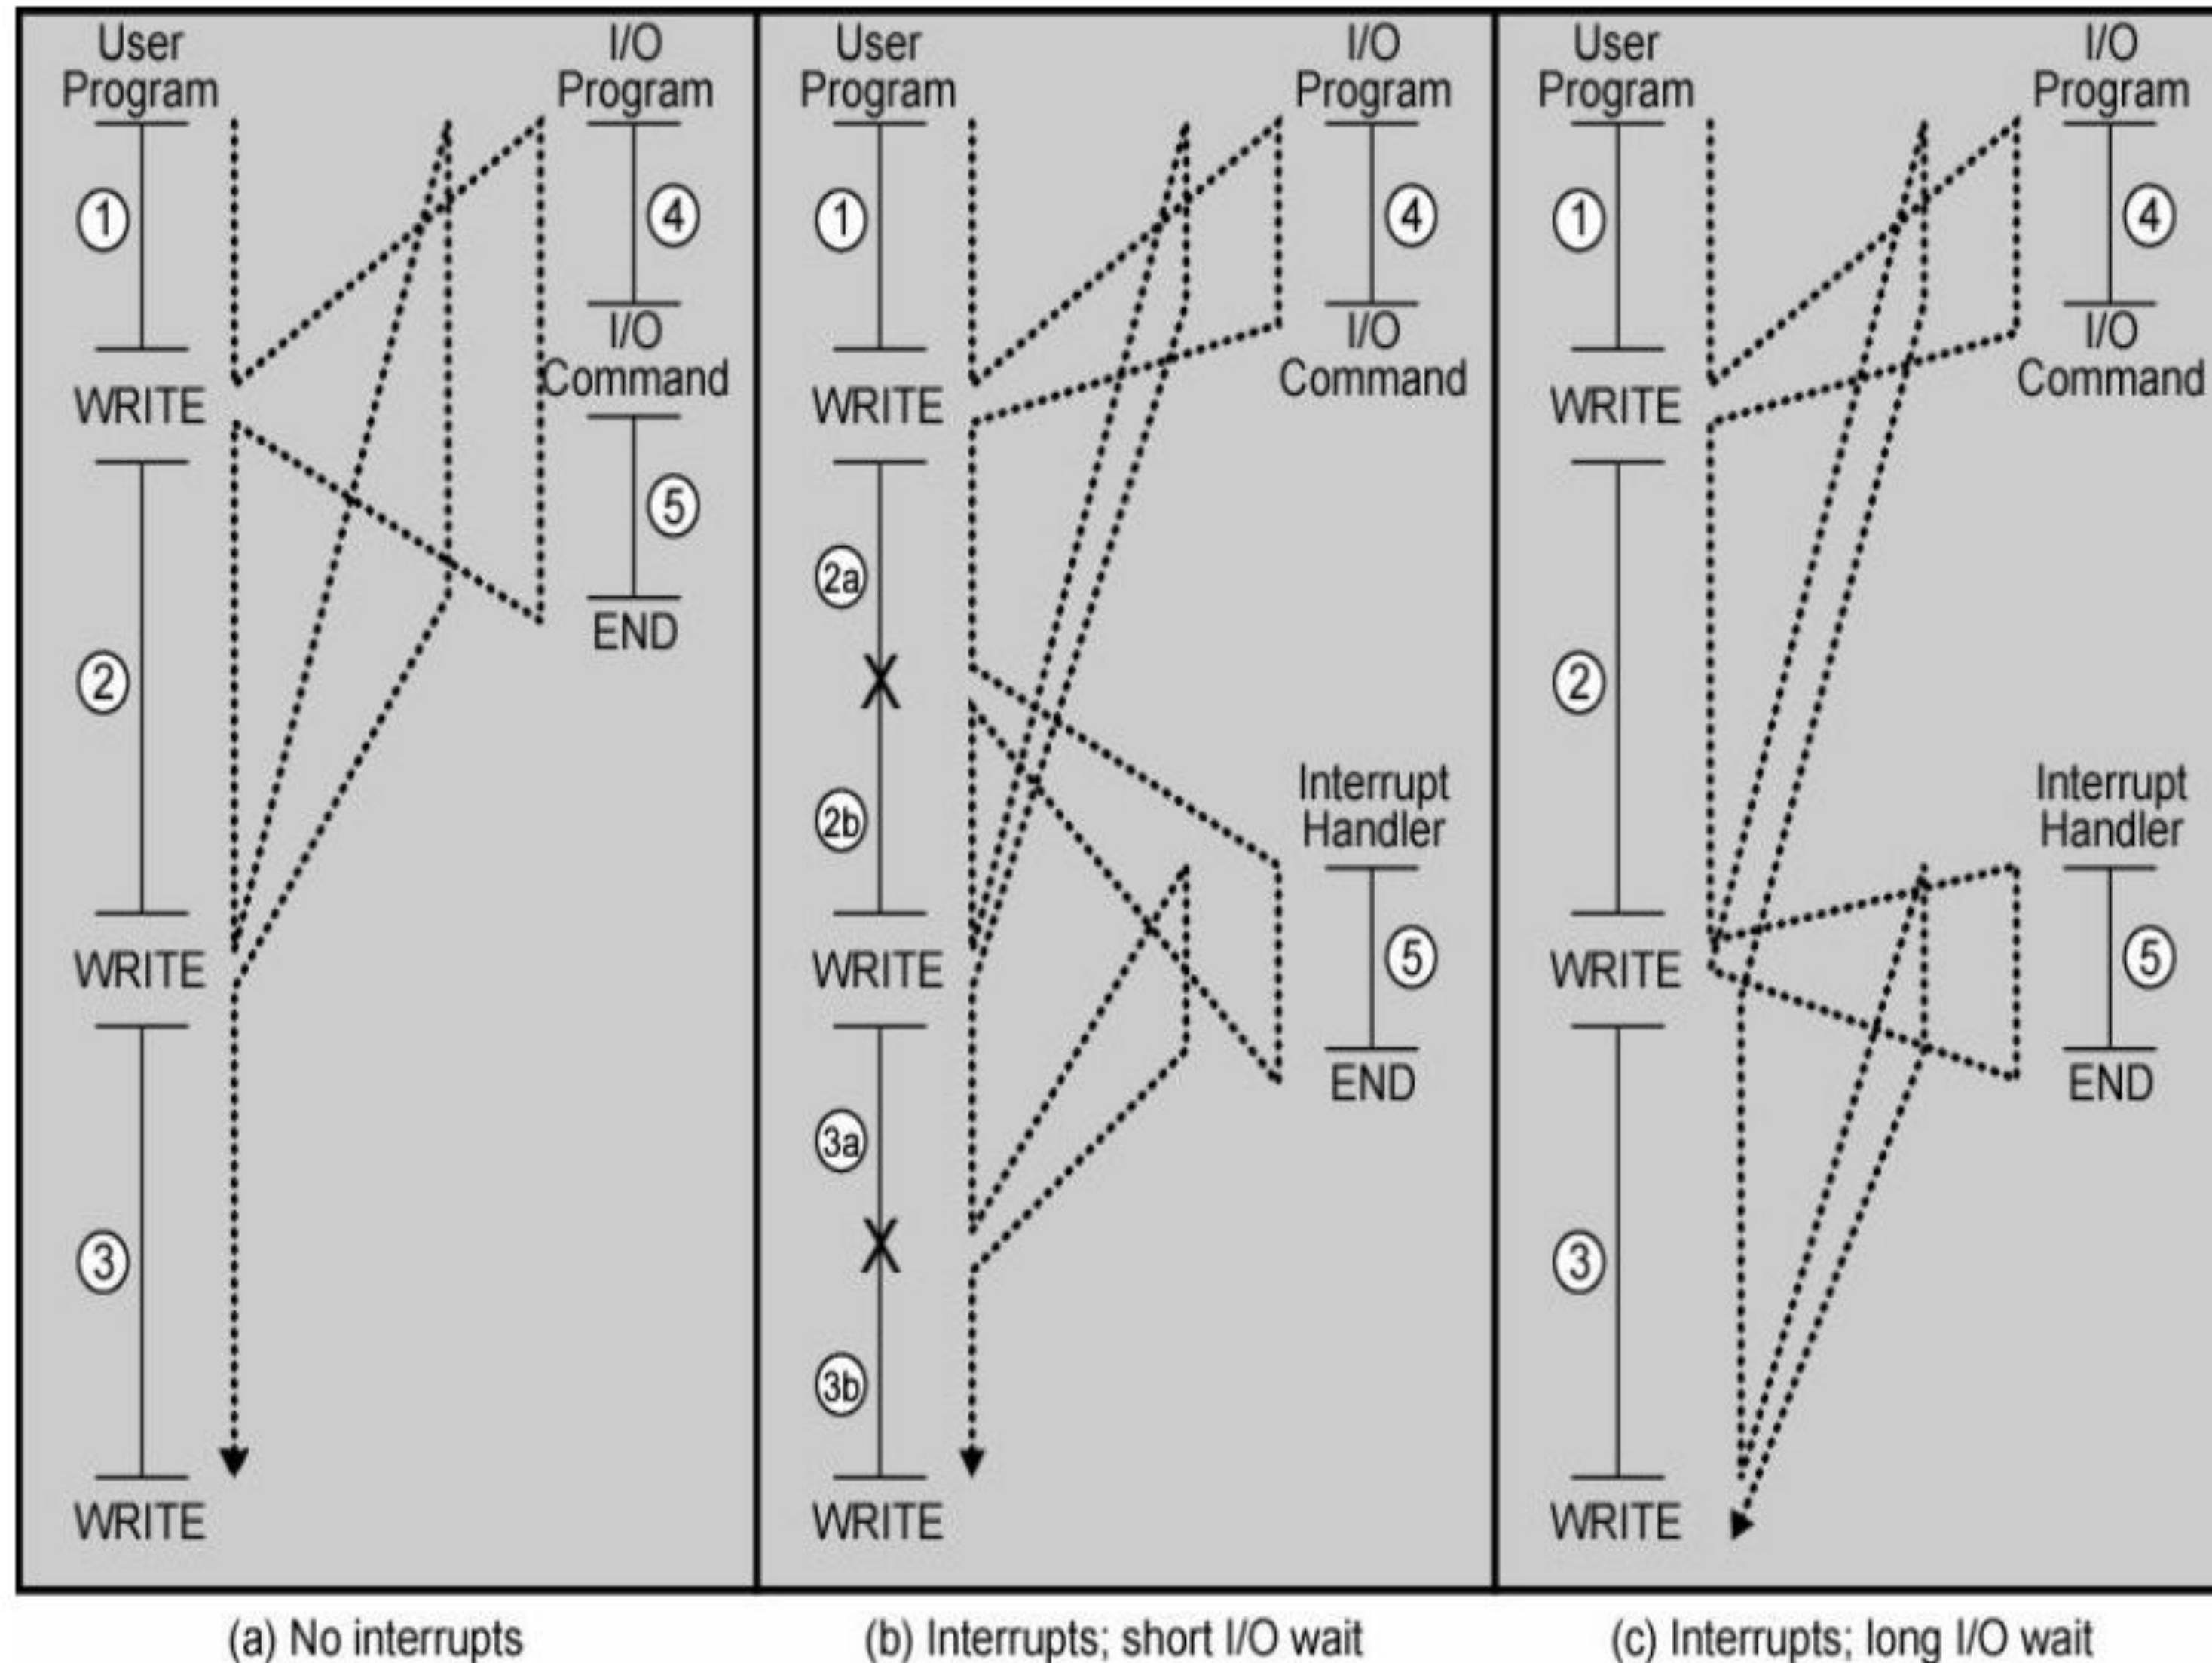 User
Program
I/O
Program
1
4
I/O
Command
WRITE
5
END
2
WRITE
3
WRITE
(a) No interrupts
User
Program
I/O
Program
1
4
I/O
Command
WRITE
2a
X
2b
Interrupt
Handler
WRITE
5
END
3a
X
3b
WRITE
(b) Interrupts; short I/O wait
User
Program
I/O
Program
1
4
I/O
Command
WRITE
2
Interrupt
Handler
WRITE
5
END
3
WRITE
(c) Interrupts; long I/O wait